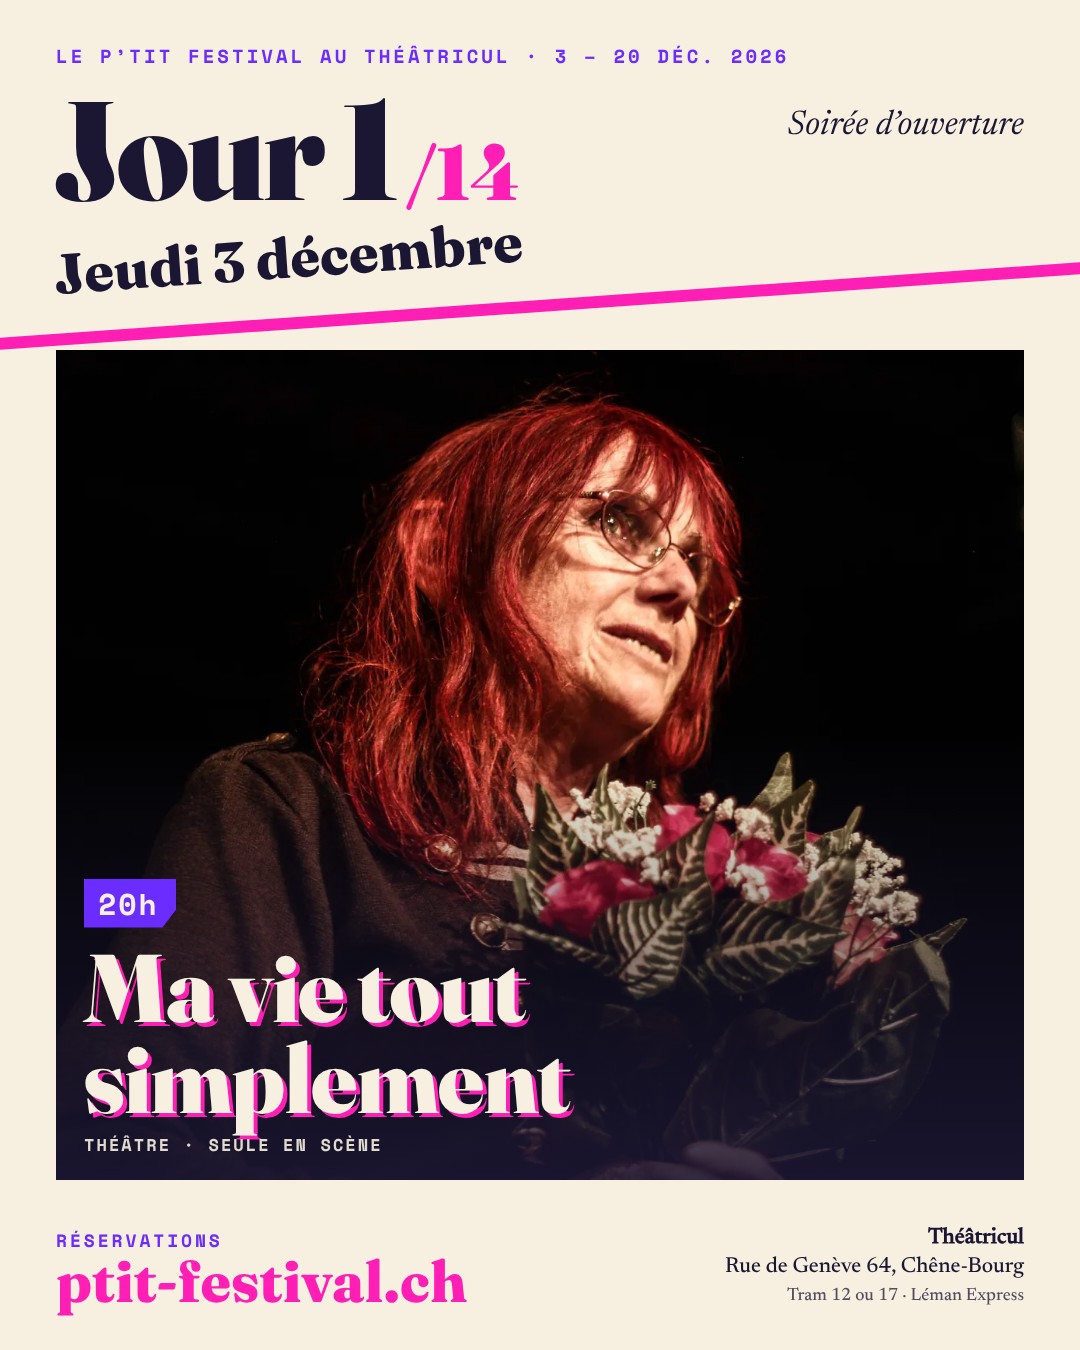 LE P’TIT FESTIVAL AU THÉÂTRICUL · 3 – 20 DÉC. 2026
Jour 1/14
Soirée d’ouverture
Jeudi 3 décembre
20h
Ma vie tout
simplement
THÉÂTRE · SEULE EN SCÈNE
RÉSERVATIONS
ptit-festival.ch
Théâtricul
Rue de Genève 64, Chêne-Bourg
Tram 12 ou 17 · Léman Express